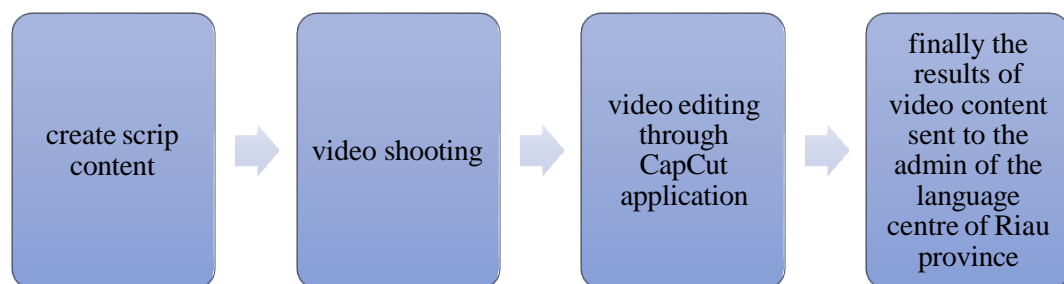 create scrip
content
video shooting
video editing
through
CapCut
application
finally the
results of
video content
sent to the
admin of the
language
centre of Riau
province